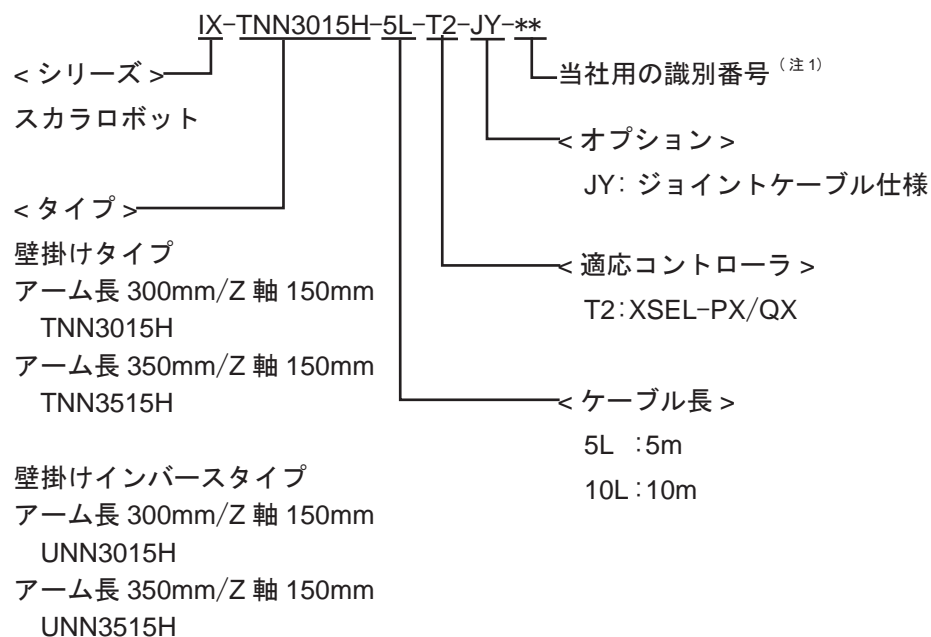 IX-TNN3015H-5L-T2-JY-**
< シリーズ >
スカラロボット
< タイプ >
壁掛けタイプ
アーム長 300mm/Z 軸 150mm
TNN3015H
アーム長 350mm/Z 軸 150mm
TNN3515H
壁掛けインバースタイプ
アーム長 300mm/Z 軸 150mm
UNN3015H
アーム長 350mm/Z 軸 150mm
UNN3515H
当社用の識別番号（注 1）
< オプション >
JY: ジョイントケーブル仕様
< 適応コントローラ >
T2:XSEL-PX/QX
< ケーブル長 >
5L :5m
10L:10m